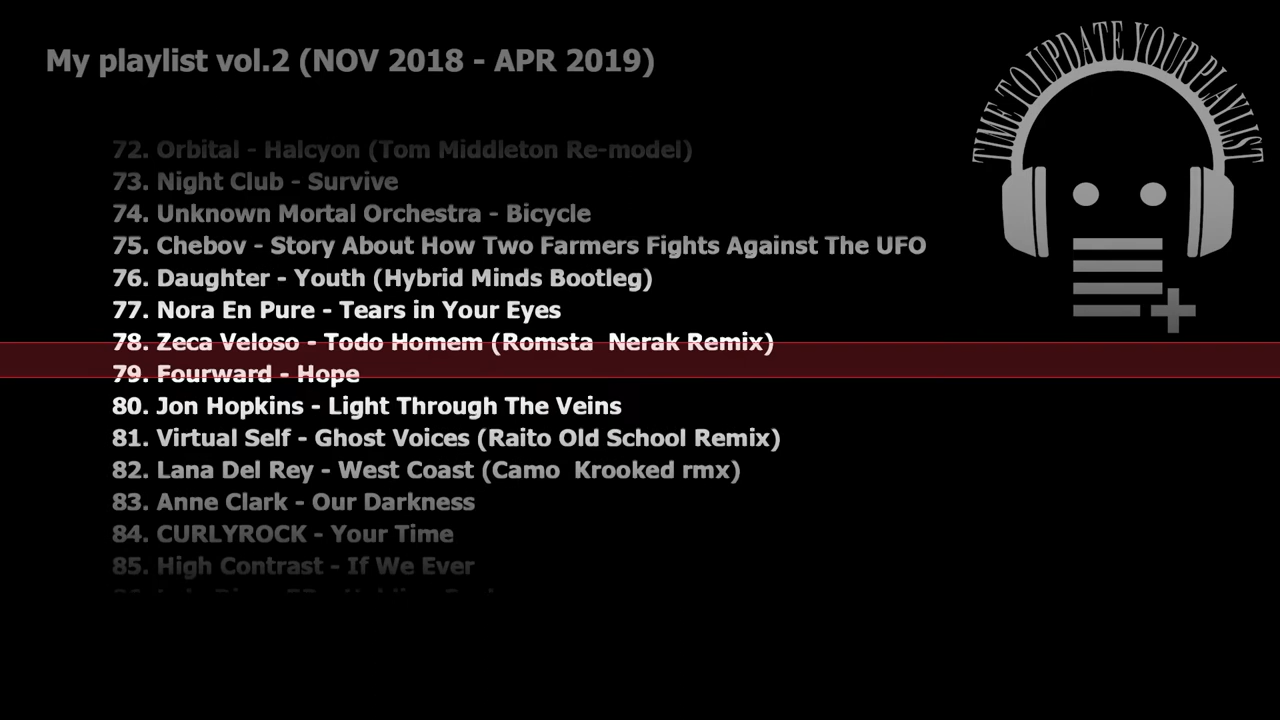 My playlist vol.2 (NOV 2018 - APR 2019)
TIME TO UPDATE YOUR PLAYLIST
72. Orbital - Halcyon (Tom Middleton Re-model)
73. Night Club - Survive
74. Unknown Mortal Orchestra - Bicycle
75. Chebov - Story About How Two Farmers Fights Against The UFO
76. Daughter - Youth (Hybrid Minds Bootleg)
77. Nora En Pure - Tears in Your Eyes
78. Zeca Veloso - Todo Homem (Romsta  Nerak Remix)
79. Fourward - Hope
80. Jon Hopkins - Light Through The Veins
81. Virtual Self - Ghost Voices (Raito Old School Remix)
82. Lana Del Rey - West Coast (Camo  Krooked rmx)
83. Anne Clark - Our Darkness
84. CURLYROCK - Your Time
85. High Contrast - If We Ever